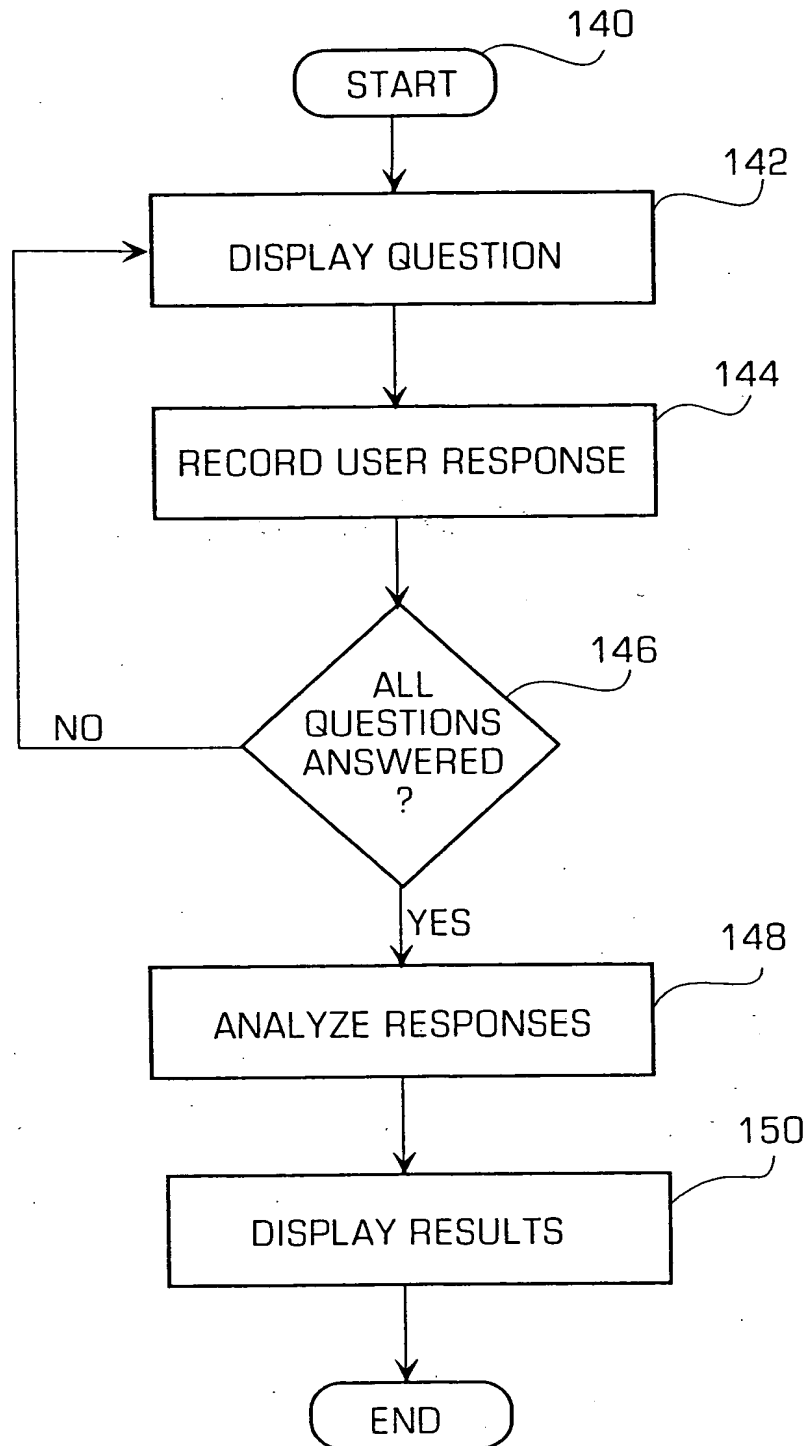 140
START
142
DISPLAY QUESTION
144
RECORD USER RESPONSE
146
ALL
QUESTIONS
ANSWERED
?
NO
YES
148
ANALYZE RESPONSES
150
DISPLAY RESULTS
END